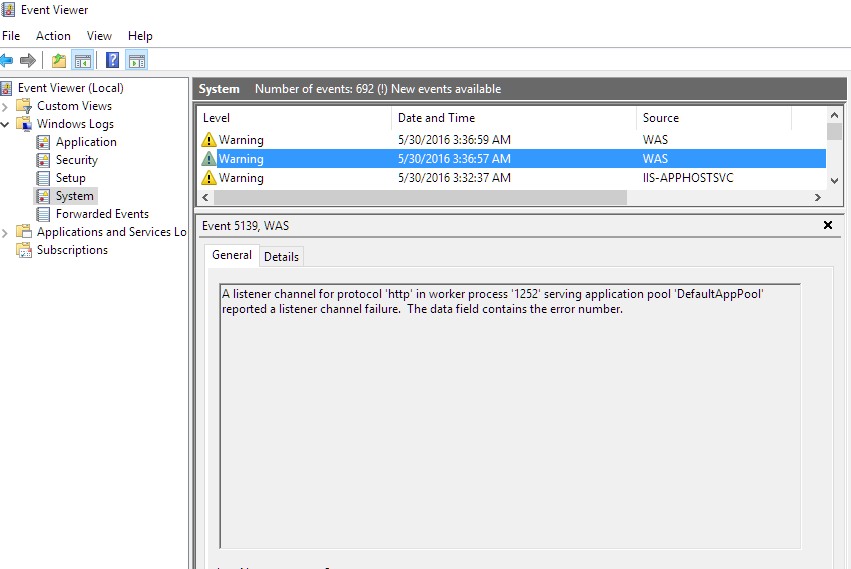 Event Viewer
File Action View Help
Event Viewer (Local)
Custom Views
Windows Logs
Application
Security
Setup
System
Forwarded Events
Applications and Services Lo
Subscriptions
System Number of events: 692 (!) New events available
Level Date and Time Source
Warning 5/30/2016 3:36:59 AM WAS
Warning 5/30/2016 3:36:57 AM WAS
Warning 5/30/2016 3:32:37 AM IIS-APPHOSTSVC
Event 5139, WAS
General Details
A listener channel for protocol 'http' in worker process '1252' serving application pool 'DefaultAppPool'
reported a listener channel failure. The data field contains the error number.